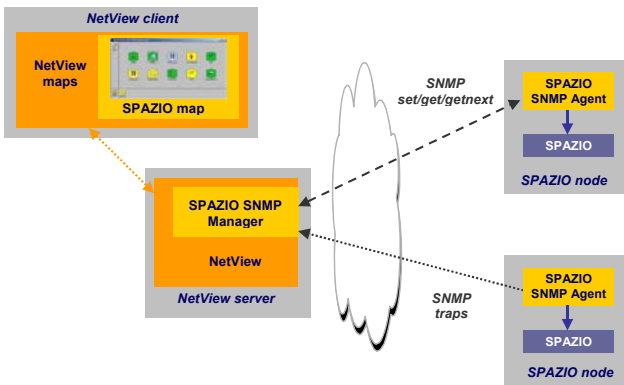 NetView client
NetView
maps
SPAZIO map
SNMP
set/get/getnext
SPAZIO
SNMP Agent
SPAZIO
SPAZIO node
SPAZIO SNMP
Manager
NetView
NetView server
SNMP
traps
SPAZIO
SNMP Agent
SPAZIO
SPAZIO node